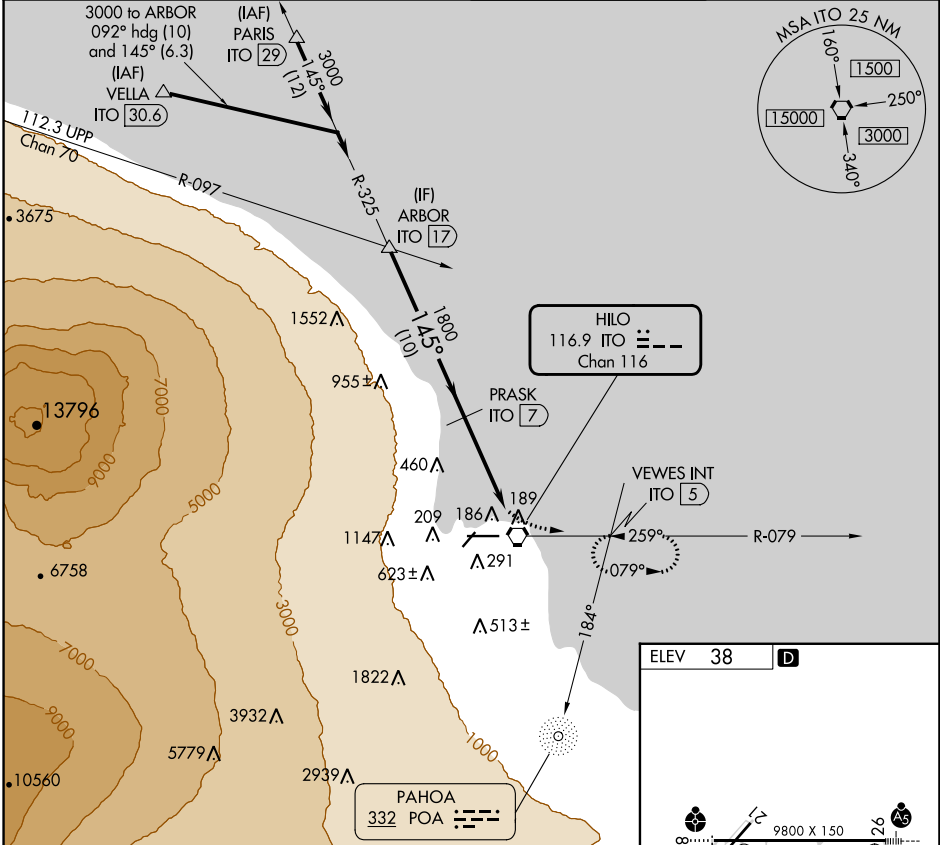 3000 to ARBOR
092° hdg (10)
and 145° (6.3)
(IAF)
VELLA
ITO 30.6
(IAF)
PARIS
ITO 29
3000
145°
(12)
MSA ITO 25 NM
160°
1500
250°
15000
3000
340°
112.3 UPP
Chan 70
R-097
R-325
(IF)
ARBOR
ITO 17
3675
1552
1800
145°
(10)
HILO
116.9 ITO
Chan 116
955±
7000
PRASK
ITO 7
13796
9000
460
5000
VEWES INT
ITO 5
189
186
209
1147
259°
R-079
291
623±
079°
6758
3000
513±
184°
7000
1822
9000
3932
5779
1000
2939
10560
PAHOA
332 POA
ELEV 38
D
21
9800 X 150
26
A5
8